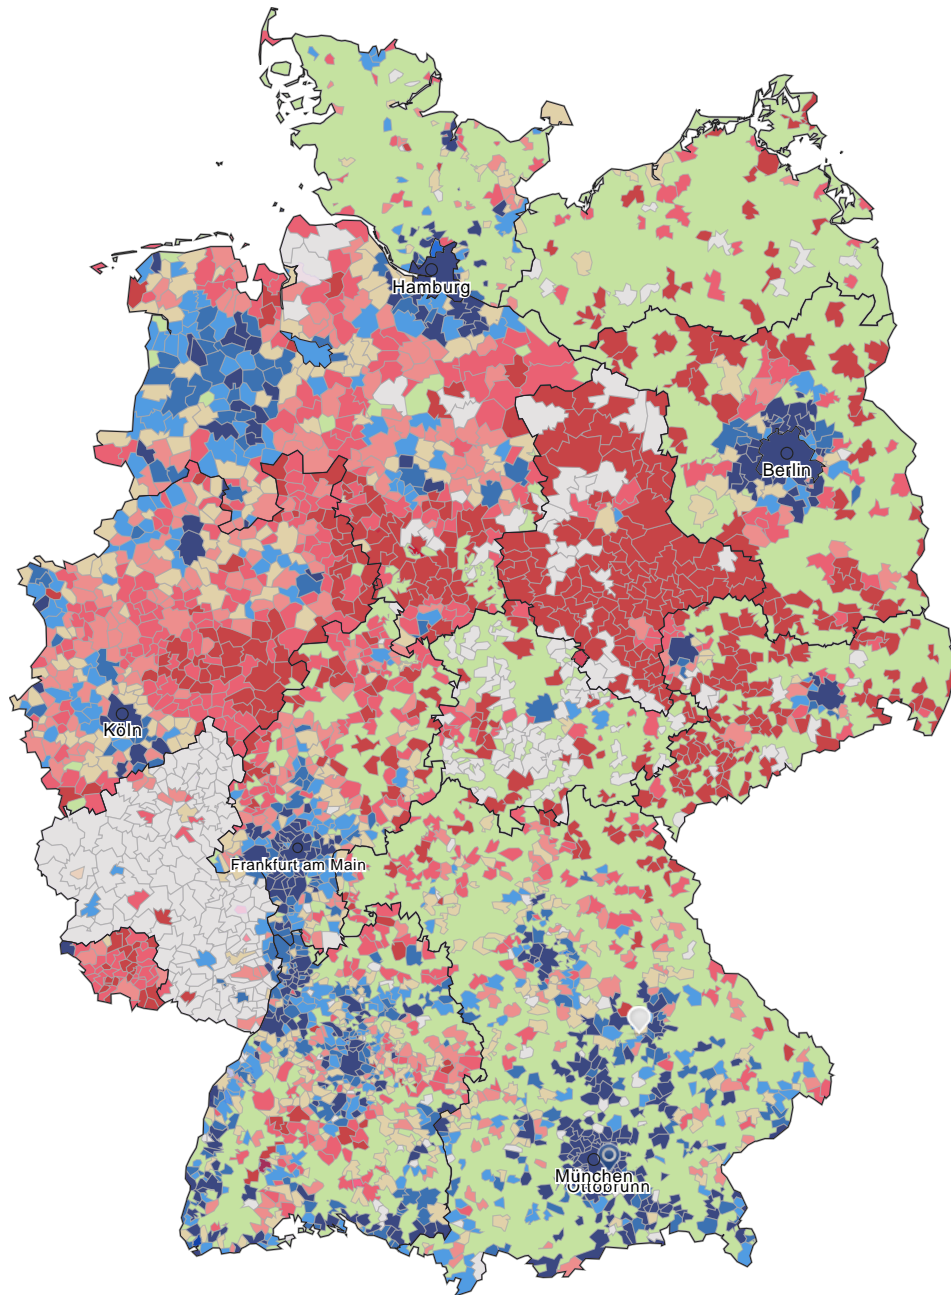 Hamburg
Berlin
Köln
Frankfurt am Main
München
Ottobrunn